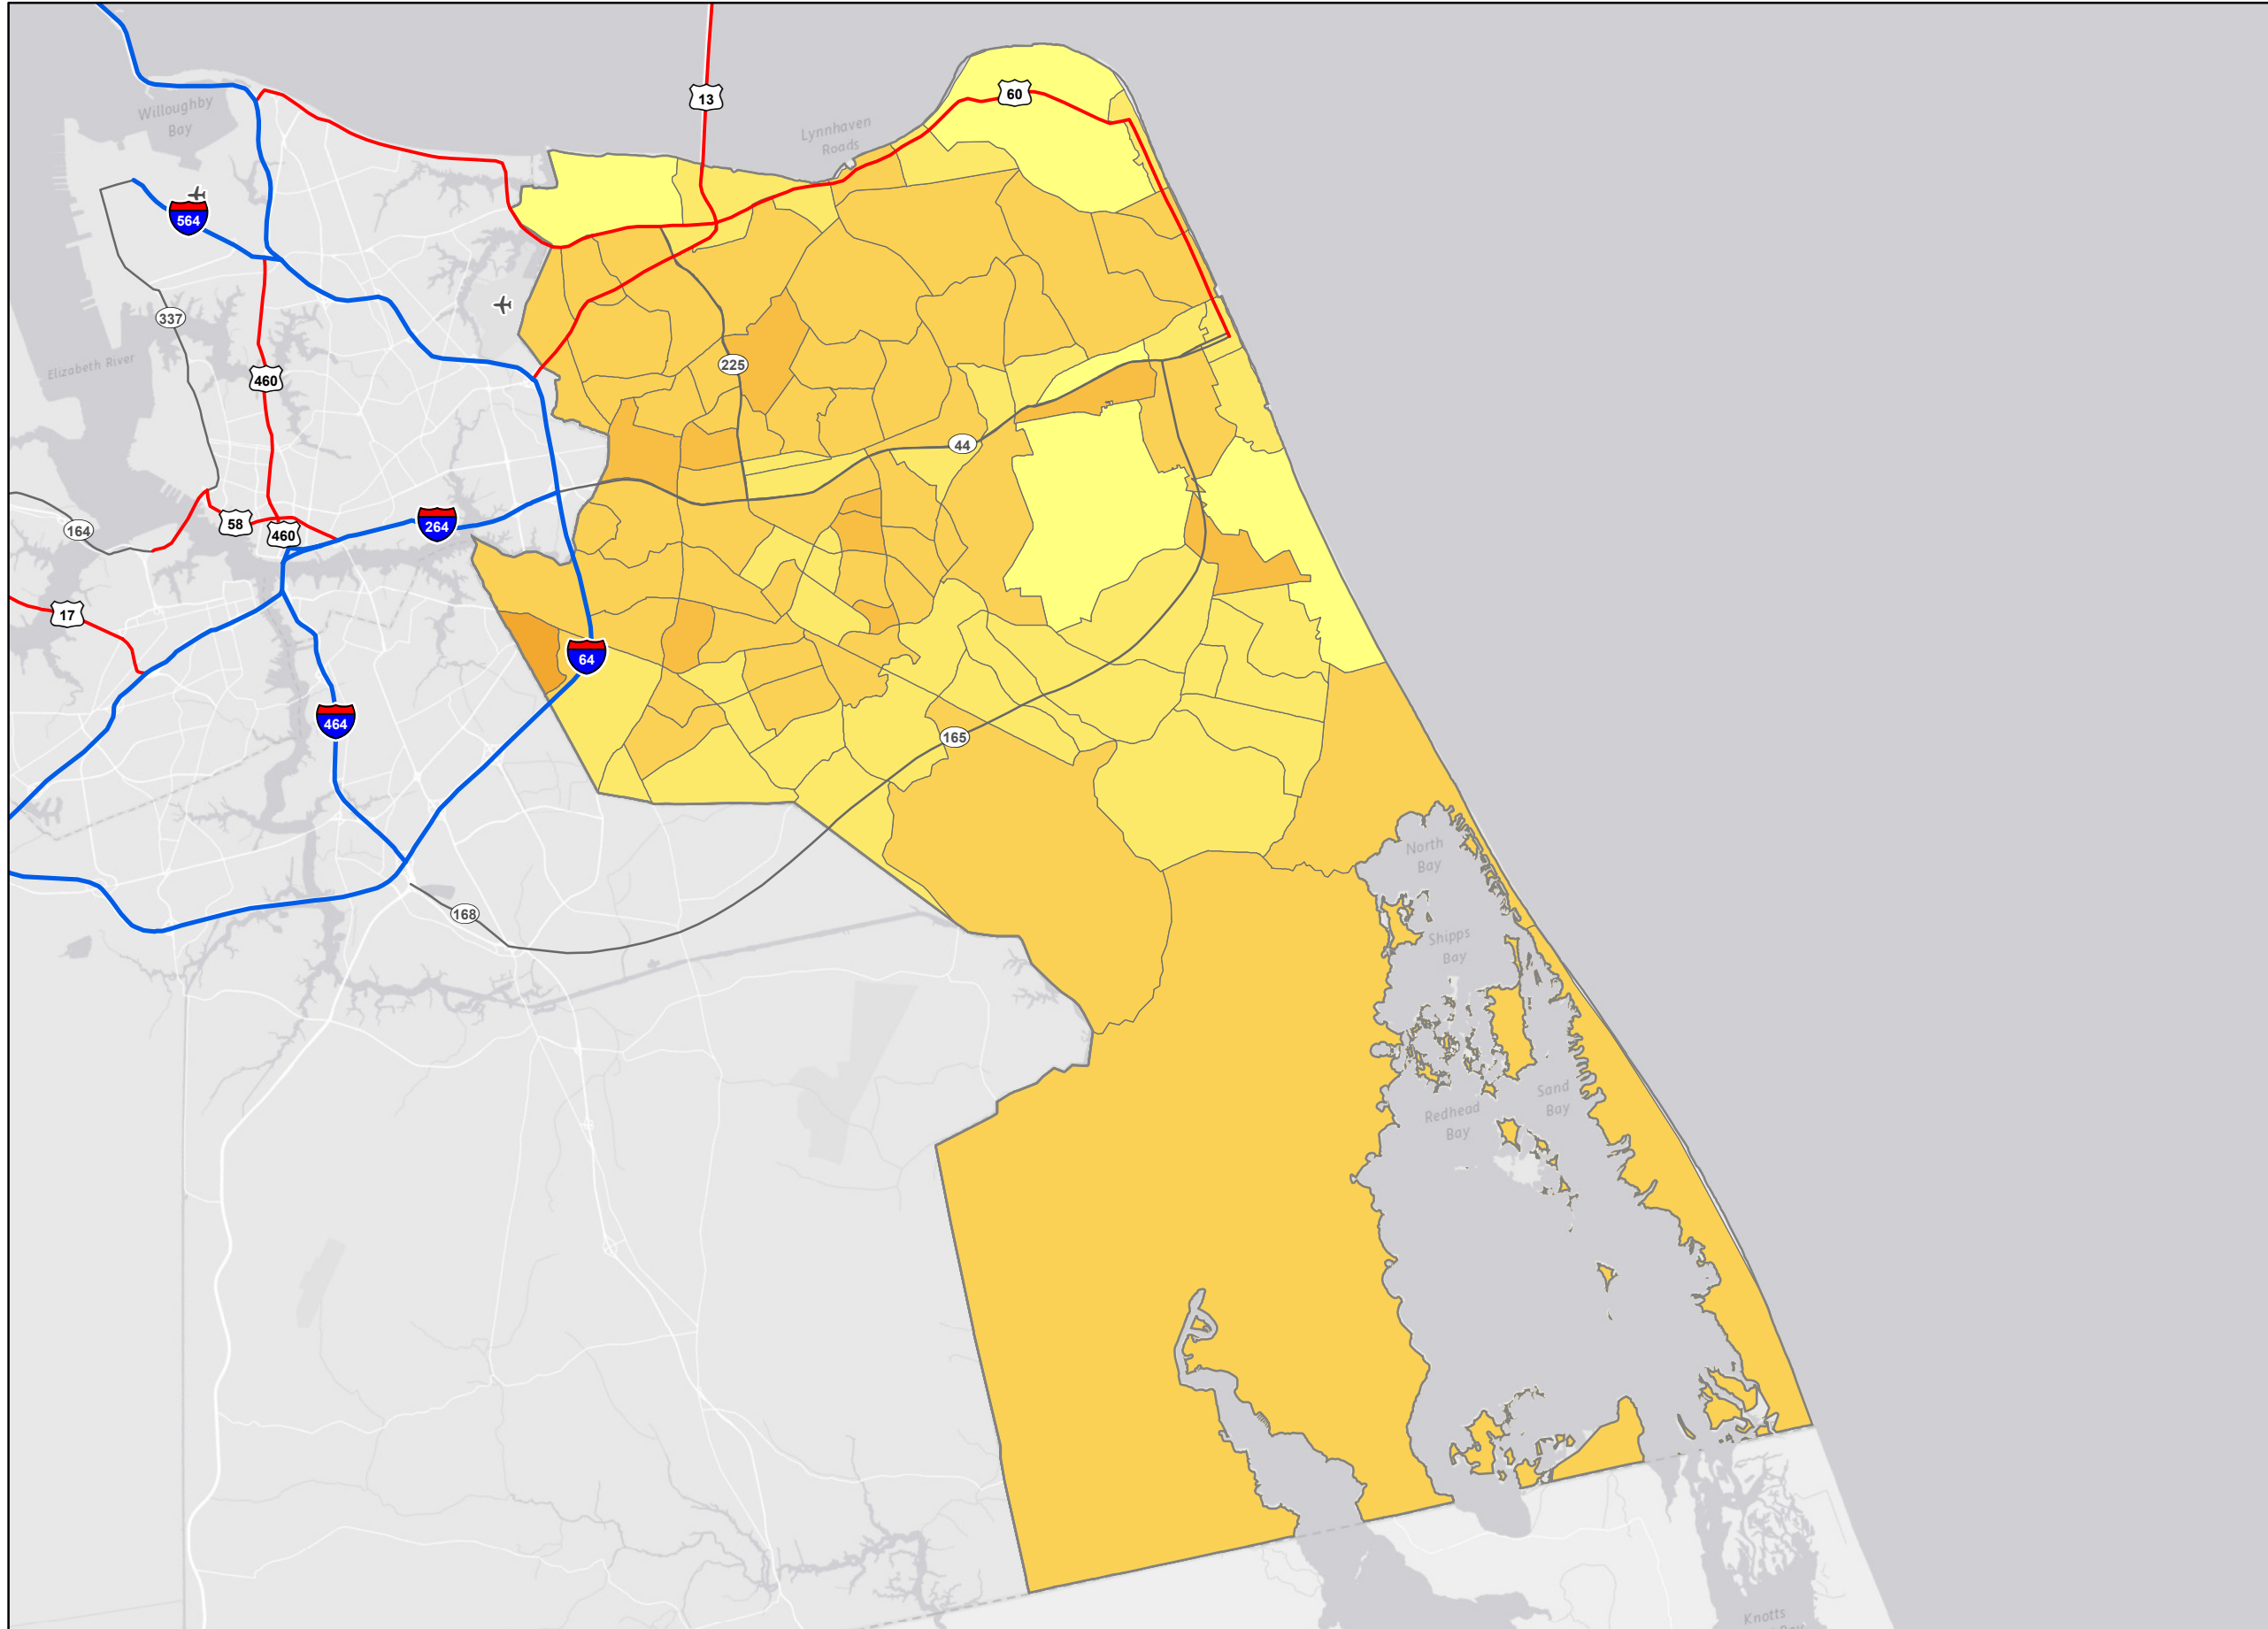 13
60
Willoughby
Bay
Lynnhaven
Roads
564
337
Elizabeth River
460
225
44
164
58
460
264
17
64
464
165
168
North
Bay
Shipps
Bay
Sand
Bay
Redhead
Bay
Knotts